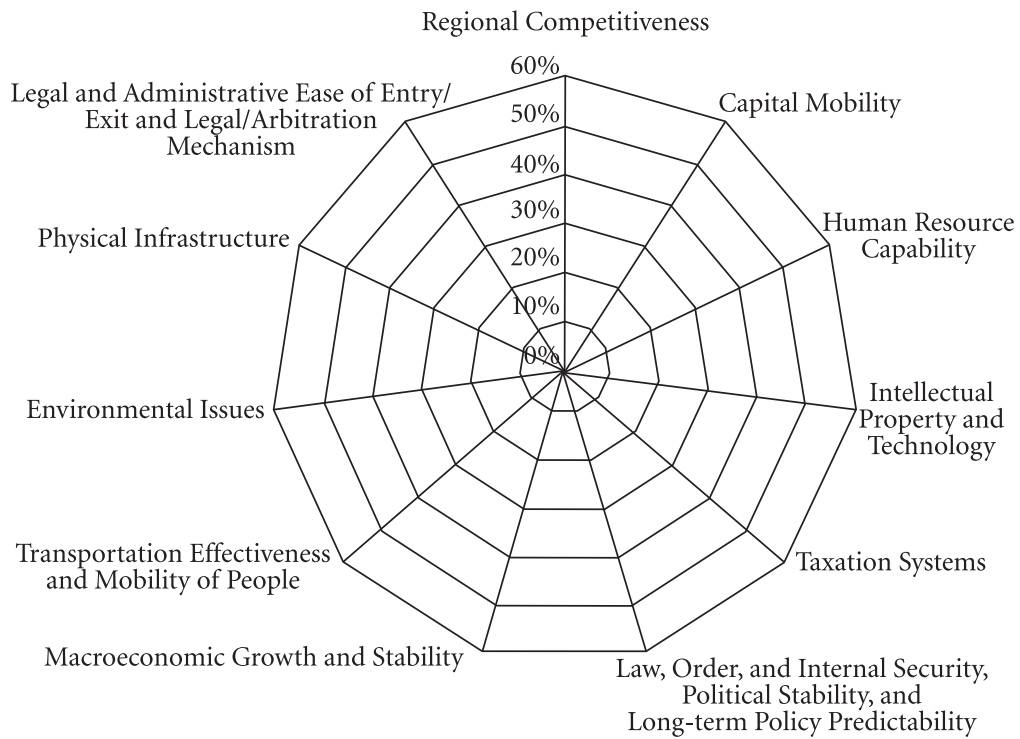 Regional Competitiveness
60%
50%
40%
30%
20%
10%
0%
Capital Mobility
Human Resource
Capability
Intellectual
Property and
Technology
Taxation Systems
Law, Order, and Internal Security,
Political Stability, and
Long-term Policy Predictability
Macroeconomic Growth and Stability
Transportation Effectiveness
and Mobility of People
Environmental Issues
Physical Infrastructure
Legal and Administrative Ease of Entry/
Exit and Legal/Arbitration
Mechanism